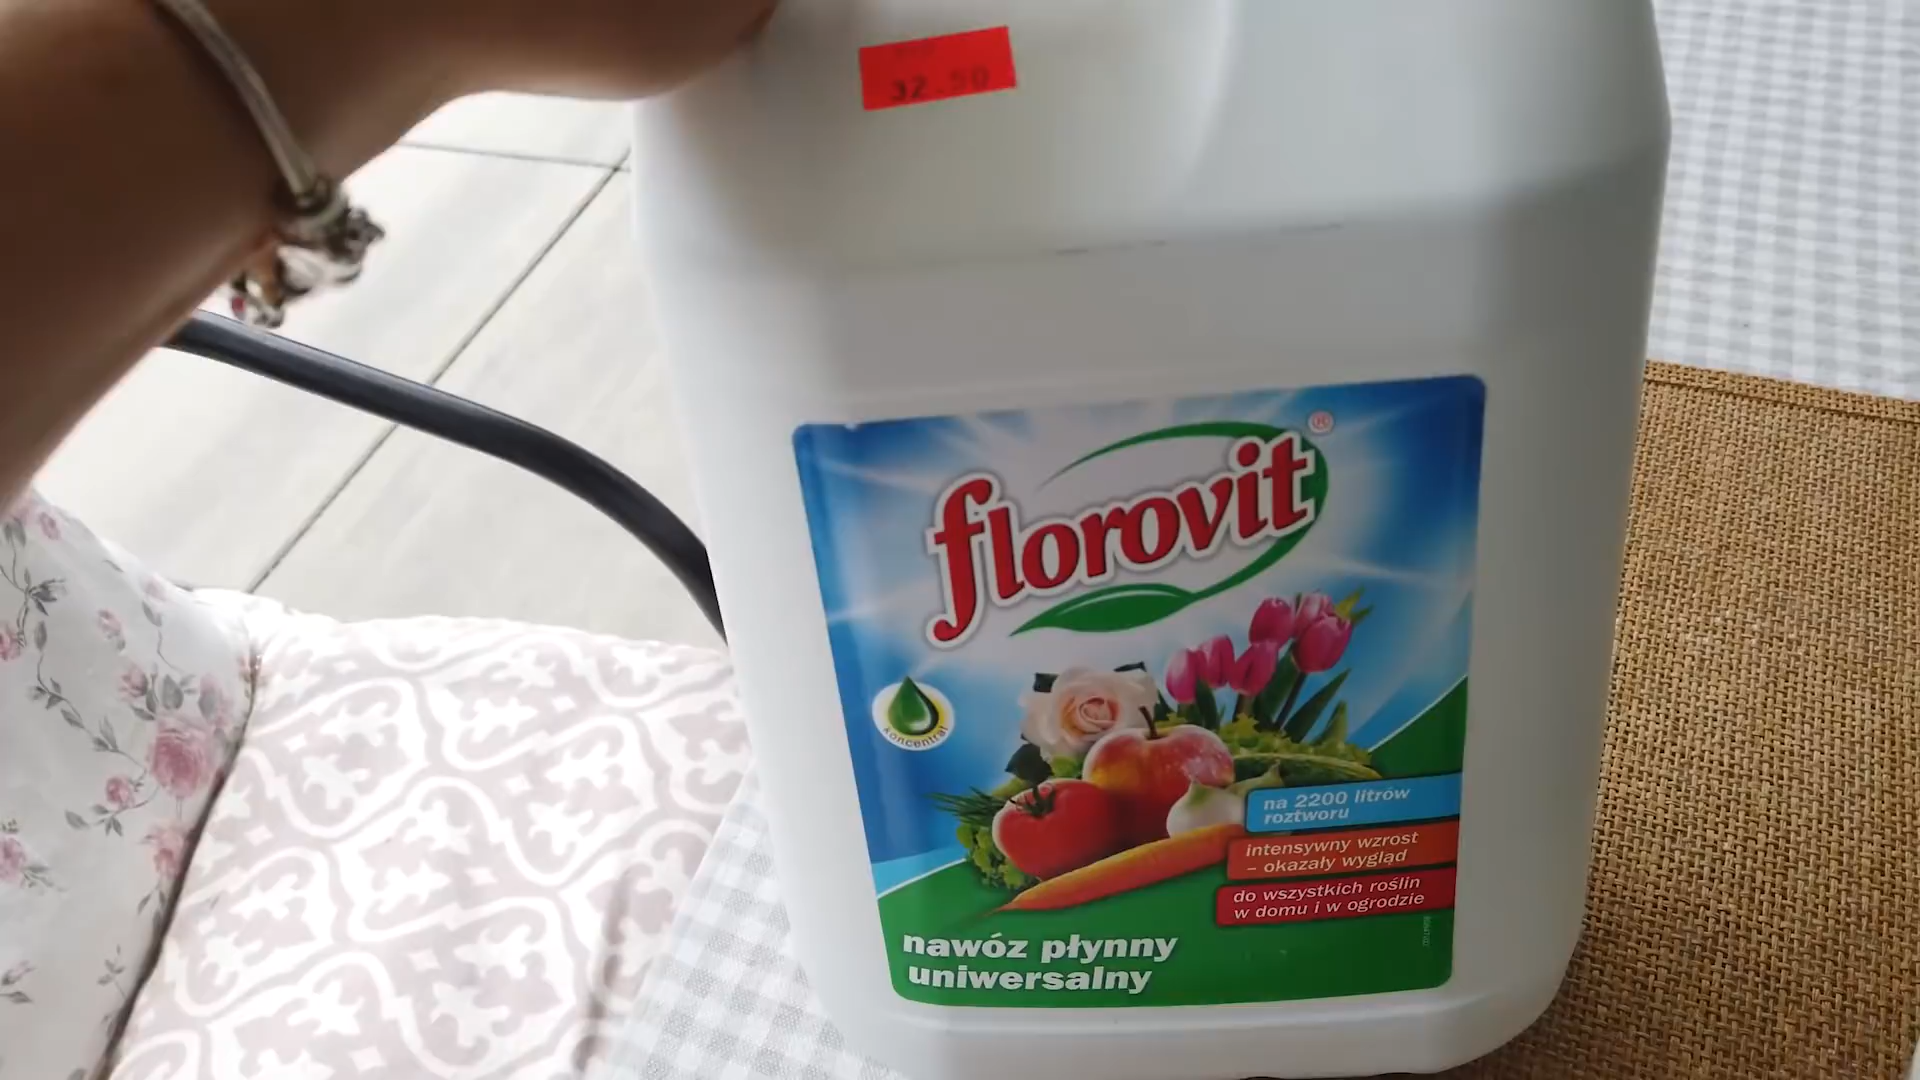 32.50
florovit®
koncentrat
na 2200 litrów
roztworu
intensywny wzrost
– okazały wygląd
do wszystkich roślin
w domu i w ogrodzie
nawóz płynny
uniwersalny